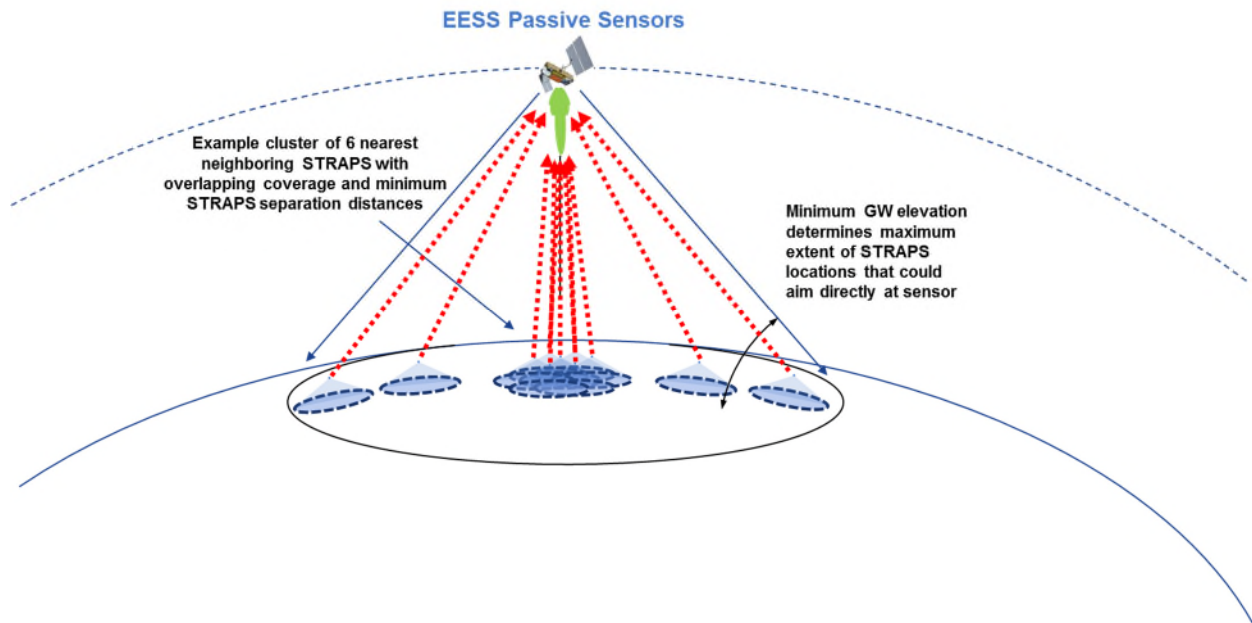 EESS Passive Sensors
Example cluster of 6 nearest
neighboring STRAPS with
overlapping coverage and minimum
STRAPS separation distances
Minimum GW elevation
determines maximum
extent of STRAPS
locations that could
aim directly at sensor